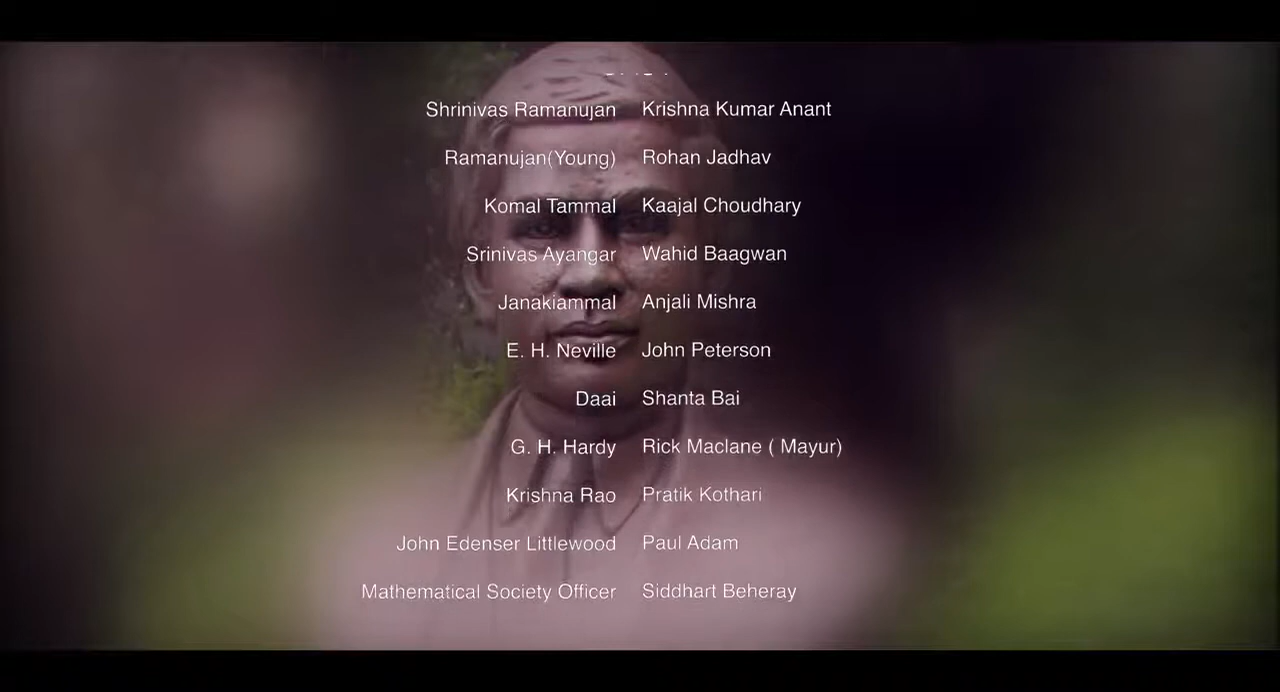 Shrinivas Ramanujan Krishna Kumar Anant
Ramanujan(Young) Rohan Jadhav
Komal Tammal Kaajal Choudhary
Srinivas Ayangar Wahid Baagwan
Janakiammal Anjali Mishra
E. H. Neville John Peterson
Daai Shanta Bai
G. H. Hardy Rick Maclane ( Mayur)
Krishna Rao Pratik Kothari
John Edenser Littlewood Paul Adam
Mathematical Society Officer Siddhart Beheray